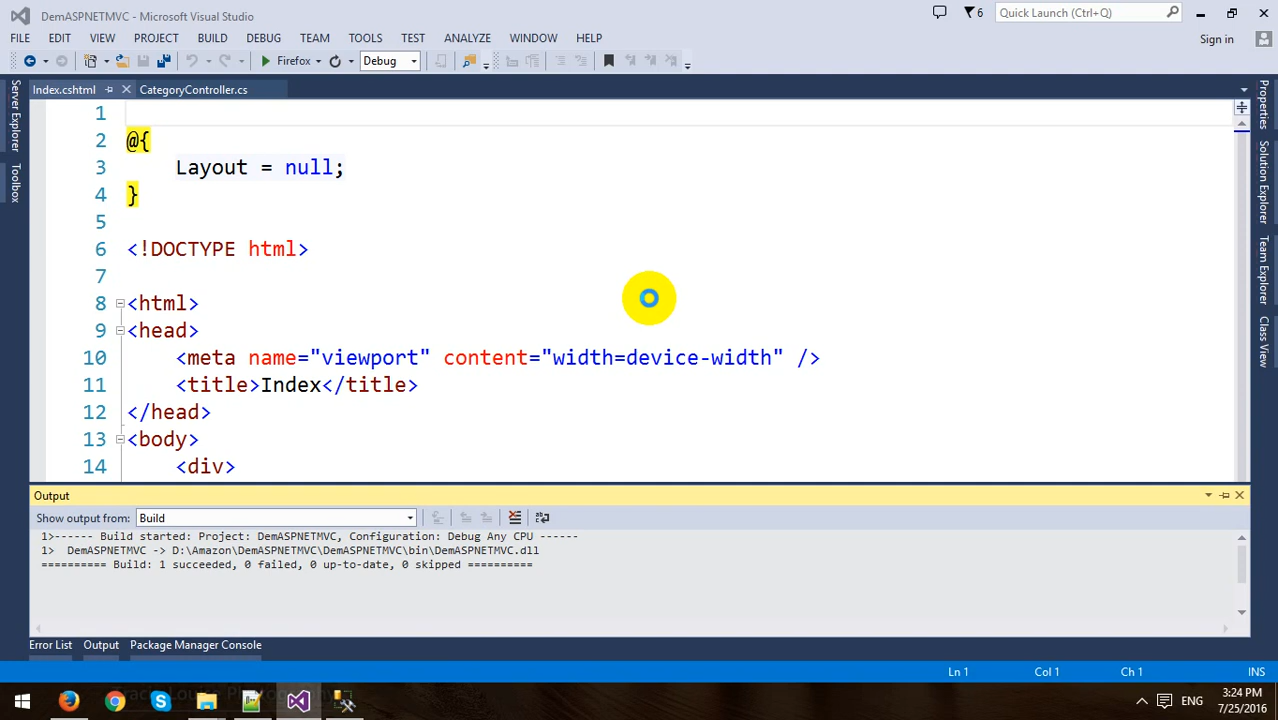 DemASPNETMVC - Microsoft Visual Studio
6
Quick Launch (Ctrl+Q)
FILE EDIT VIEW PROJECT BUILD DEBUG TEAM TOOLS TEST ANALYZE WINDOW HELP
Sign in
Firefox
Debug
Index.cshtml
CategoryController.cs
Server Explorer
Toolbox
Properties
Solution Explorer
Team Explorer
Class View
1
2 @{
3 Layout = null;
4 }
5
6 <!DOCTYPE html>
7
8 <html>
9 <head>
10 <meta name="viewport" content="width=device-width" />
11 <title>Index</title>
12 </head>
13 <body>
14 <div>
Output
Show output from: Build
1>------ Build started: Project: DemASPNETMVC, Configuration: Debug Any CPU ------
1> DemASPNETMVC -> D:\Amazon\DemASPNETMVC\DemASPNETMVC\bin\DemASPNETMVC.dll
========== Build: 1 succeeded, 0 failed, 0 up-to-date, 0 skipped ==========
Error List Output Package Manager Console
Ln 1 Col 1 Ch 1 INS
ENG
3:24 PM
7/25/2016